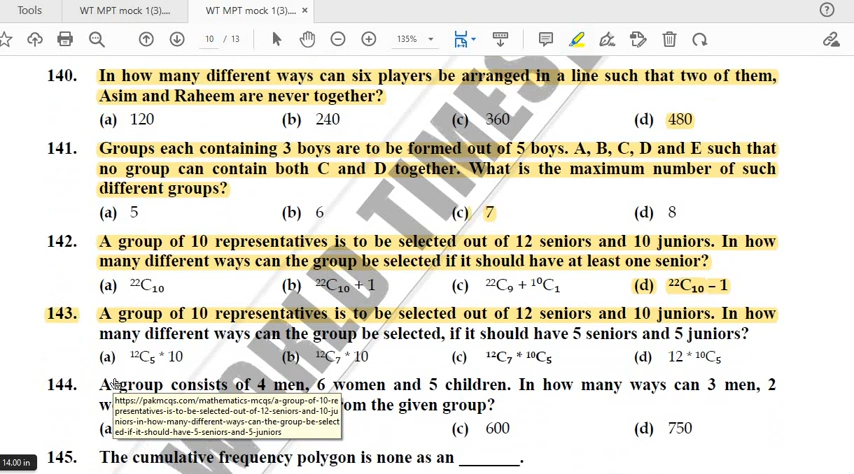 Tools WT MPT mock 1(3).... WT MPT mock 1(3).... ×
10 / 13 135%
140. In how many different ways can six players be arranged in a line such that two of them,
Asim and Raheem are never together?
(a) 120 (b) 240 (c) 360 (d) 480
141. Groups each containing 3 boys are to be formed out of 5 boys. A, B, C, D and E such that
no group can contain both C and D together. What is the maximum number of such
different groups?
(a) 5 (b) 6 (c) 7 (d) 8
142. A group of 10 representatives is to be selected out of 12 seniors and 10 juniors. In how
many different ways can the group be selected if it should have at least one senior?
(a) ²²C₁₀ (b) ²²C₁₀ + 1 (c) ²²C₉ + ¹⁰C₁ (d) ²²C₁₀ – 1
143. A group of 10 representatives is to be selected out of 12 seniors and 10 juniors. In how
many different ways can the group be selected, if it should have 5 seniors and 5 juniors?
(a) ¹²C₅ * 10 (b) ¹²C₇ * 10 (c) ¹²C₇ * ¹⁰C₅ (d) 12 * ¹⁰C₅
144. A group consists of 4 men, 6 women and 5 children. In how many ways can 3 men, 2
w om the given group?
https://pakmcqs.com/mathematics-mcqs/a-group-of-10-re
presentatives-is-to-be-selected-out-of-12-seniors-and-10-ju
niors-in-how-many-different-ways-can-the-group-be-select
ed-if-it-should-have-5-seniors-and-5-juniors
(a (c) 600 (d) 750
14.00 in
145. The cumulative frequency polygon is none as an ________.
WORLD TIMES